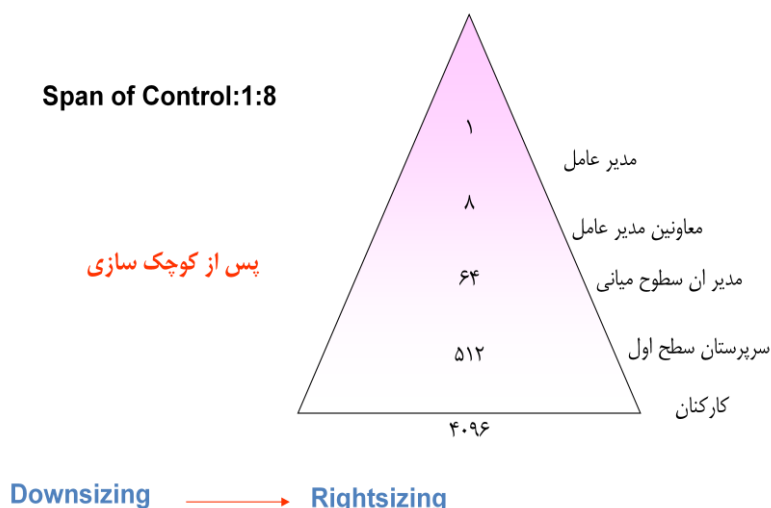 Span of Control:1:8
۱
مدیر عامل
۸
معاونین مدیر عامل
پس از کوچک سازی
۶۴
مدیر ان سطوح میانی
۵۱۲
سرپرستان سطح اول
کارکنان
۴۰۹۶
Downsizing
Rightsizing